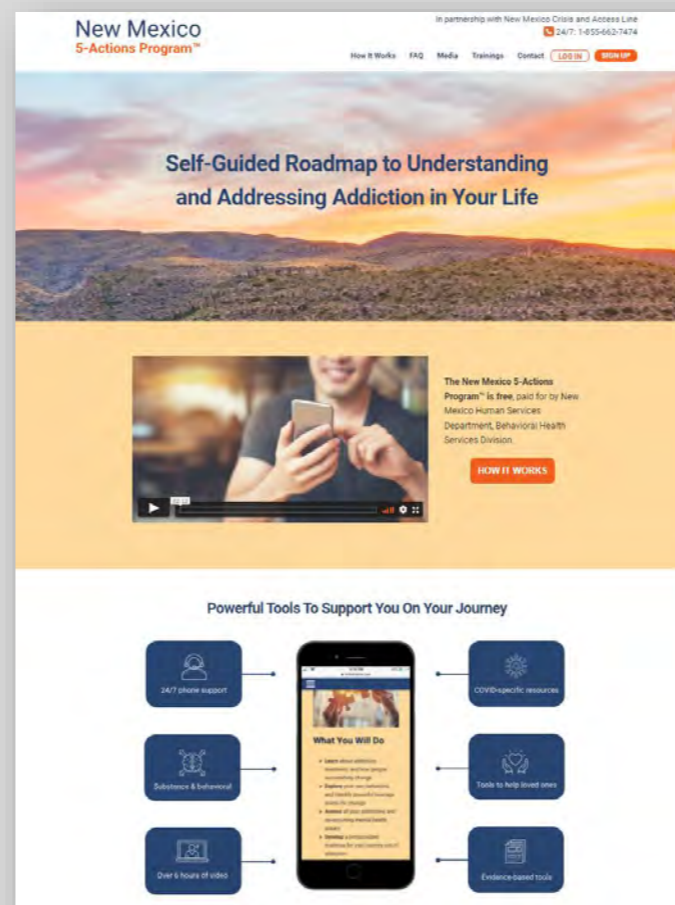 New Mexico
5-Actions Program™
In partnership with New Mexico Crisis and Access Line
24/7: 1-855-662-7474
How It Works FAQ Media Trainings Contact LOG IN SIGN UP
Self-Guided Roadmap to Understanding
and Addressing Addiction in Your Life
The New Mexico 5-Actions
Program™ is free, paid for by New
Mexico Human Services
Department, Behavioral Health
Services Division.
HOW IT WORKS
Powerful Tools To Support You On Your Journey
24/7 phone support
COVID-specific resources
What You Will Do
Substance & behavioral
Tools to help loved ones
Over 6 hours of video
Evidence-based tools